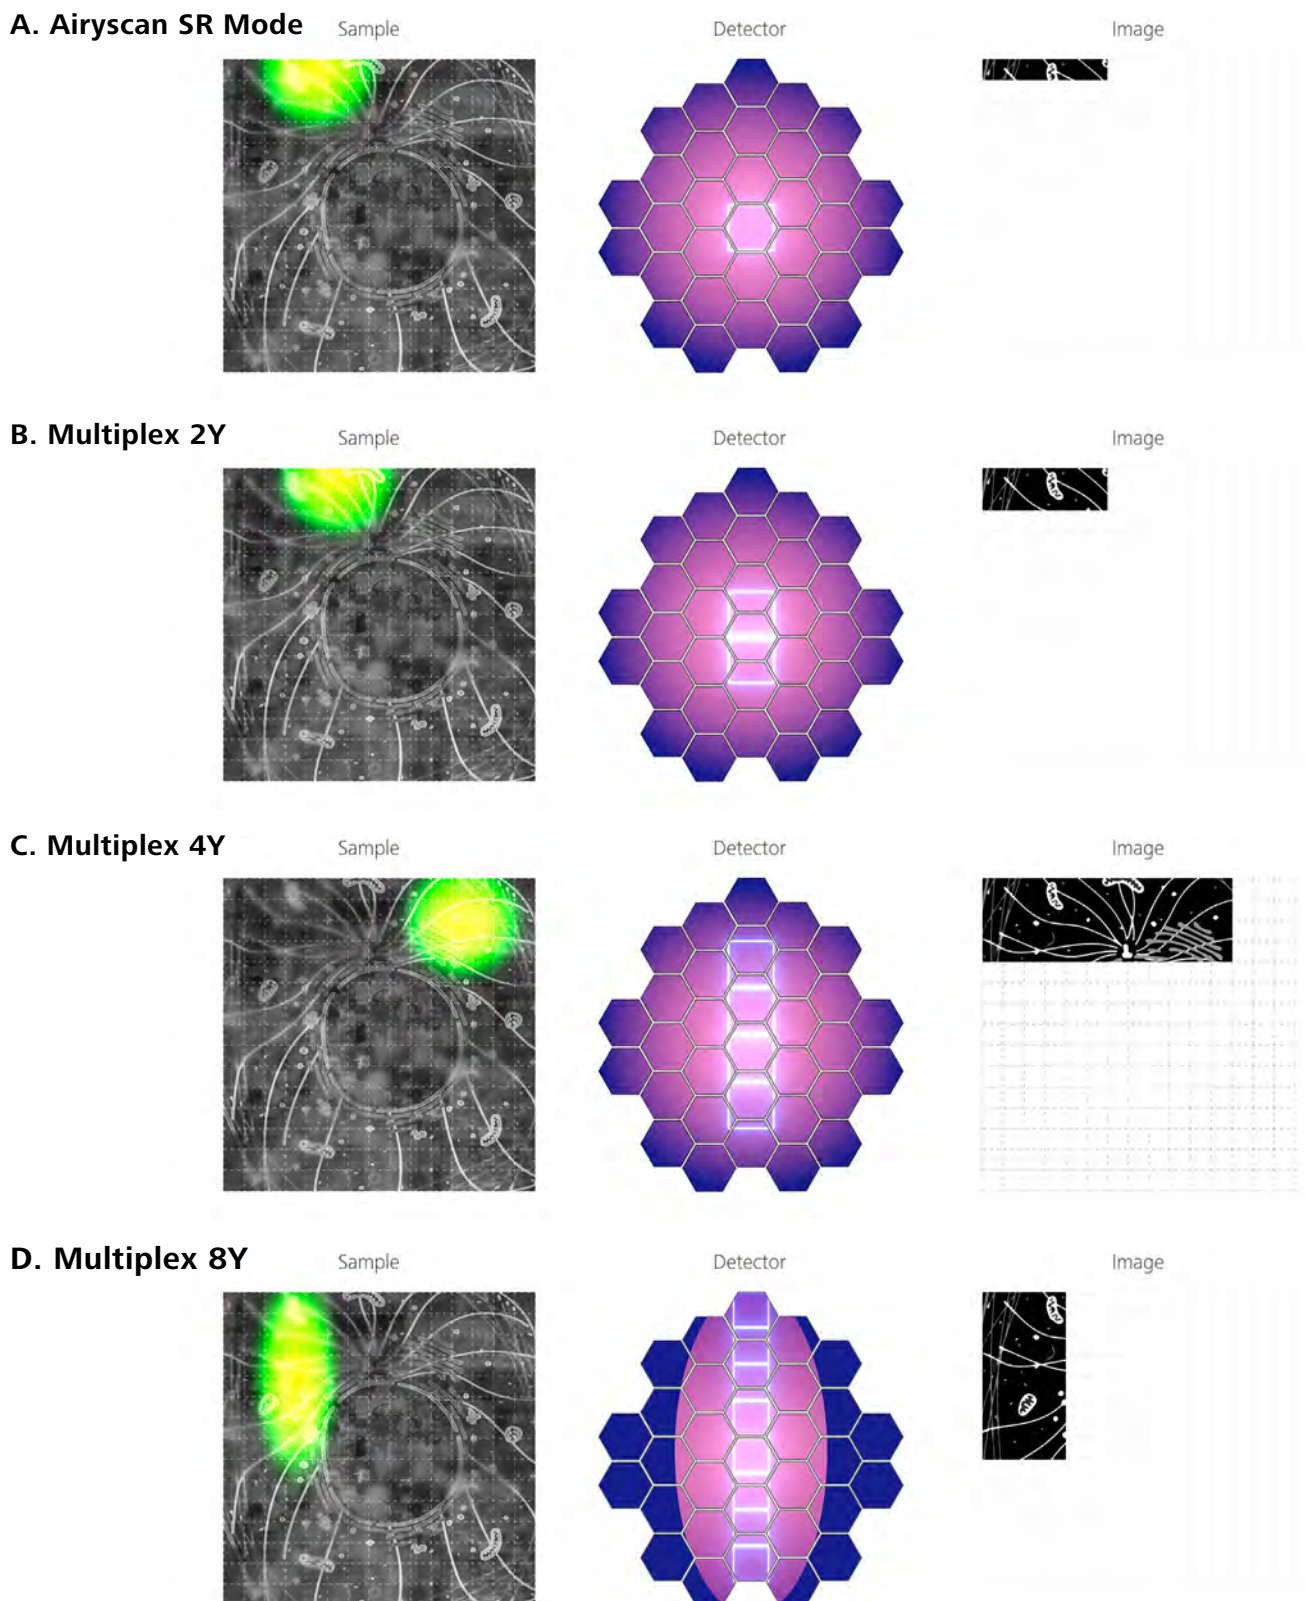 A. Airyscan SR Mode
Sample
Detector
Image
B. Multiplex 2Y
Sample
Detector
Image
C. Multiplex 4Y
Sample
Detector
Image
D. Multiplex 8Y
Sample
Detector
Image